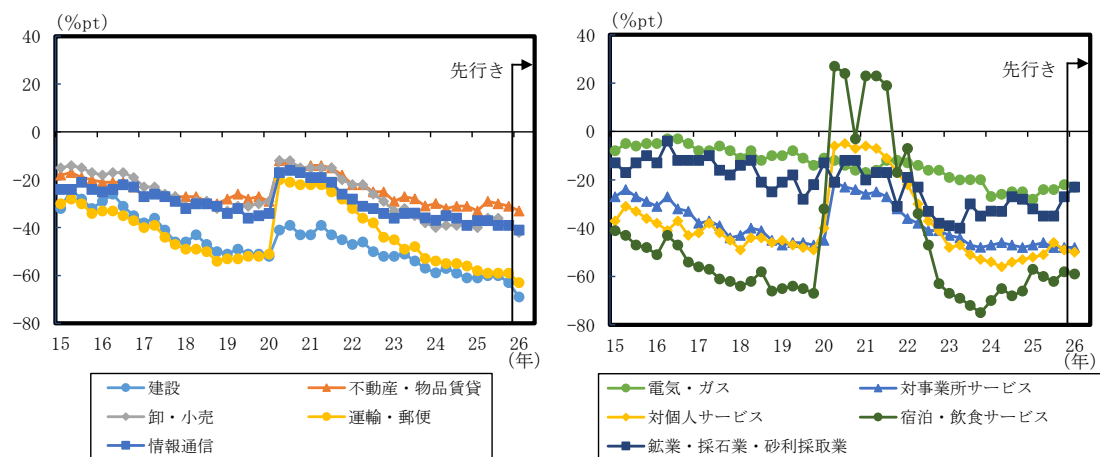 (%pt)
40
20
0
−20
−40
−60
−80
先行き
15 16 17 18 19 20 21 22 23 24 25 26
(年)
建設
不動産・物品賃貸
卸・小売
運輸・郵便
情報通信
(%pt)
40
20
0
−20
−40
−60
−80
先行き
15 16 17 18 19 20 21 22 23 24 25 26
(年)
電気・ガス
対事業所サービス
対個人サービス
宿泊・飲食サービス
鉱業・採石業・砂利採取業